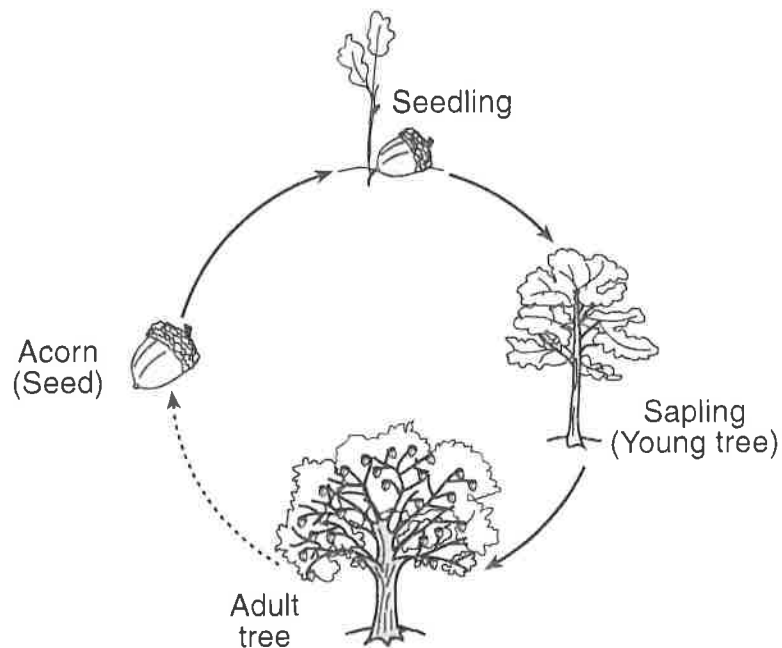 Seedling
Sapling
(Young tree)
Adult
tree
Acorn
(Seed)